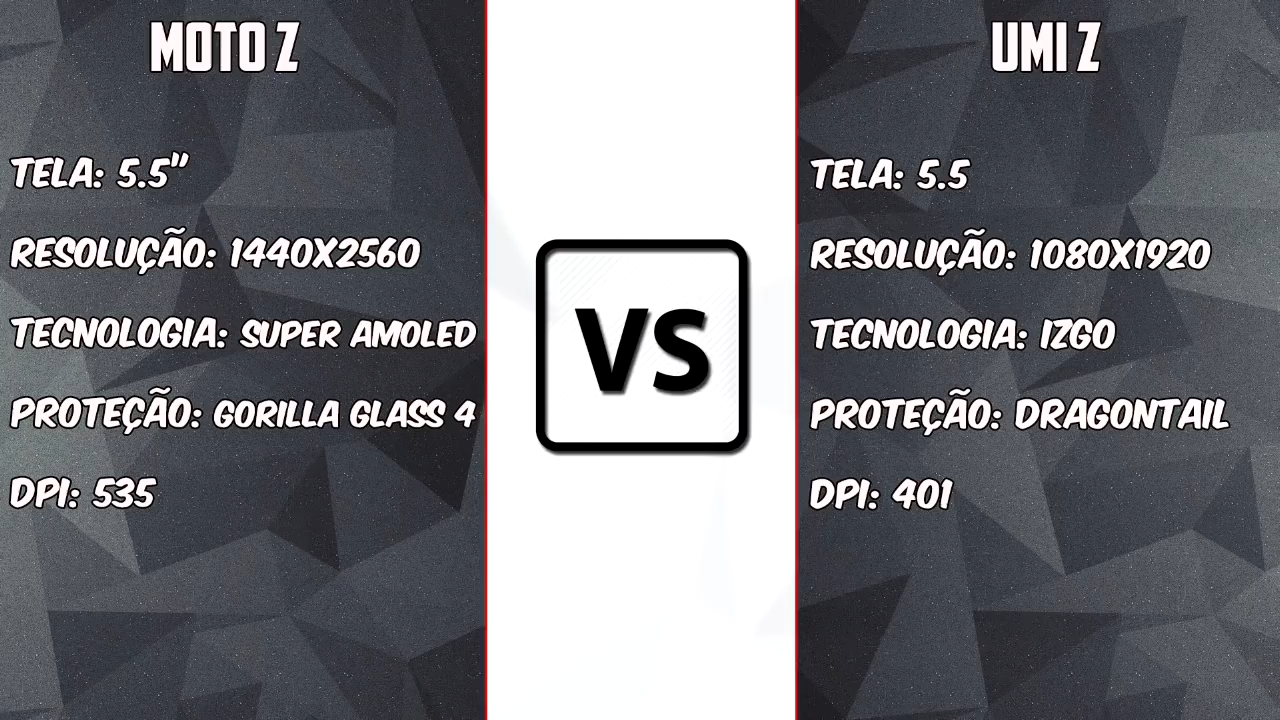 MOTO Z
TELA: 5.5"
RESOLUÇÃO: 1440X2560
TECNOLOGIA: SUPER AMOLED
PROTEÇÃO: GORILLA GLASS 4
DPI: 535
VS
UMI Z
TELA: 5.5
RESOLUÇÃO: 1080X1920
TECNOLOGIA: IZGO
PROTEÇÃO: DRAGONTAIL
DPI: 401